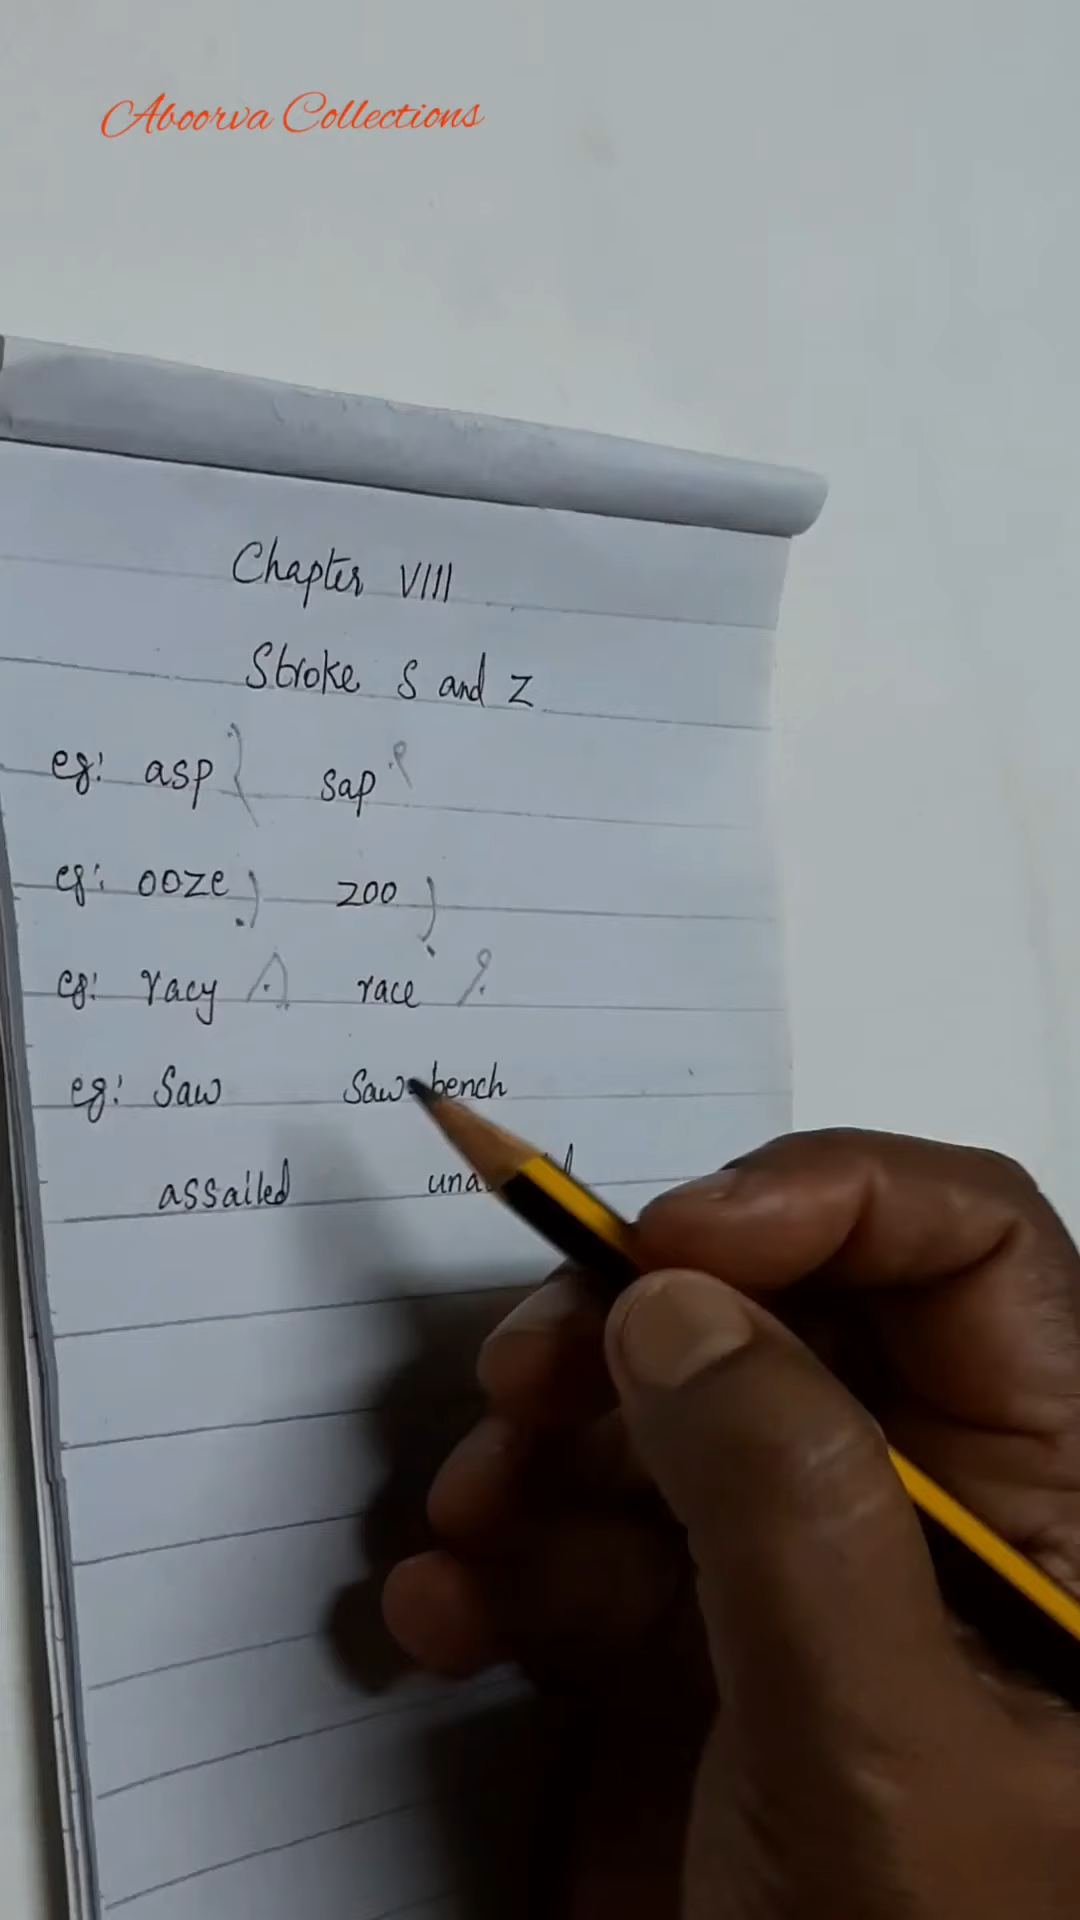 Aboorva Collections
Chapter VIII
Stroke S and Z
eg: asp sap
eg: ooze zoo
eg: racy race
eg: Saw Saw-bench
assailed